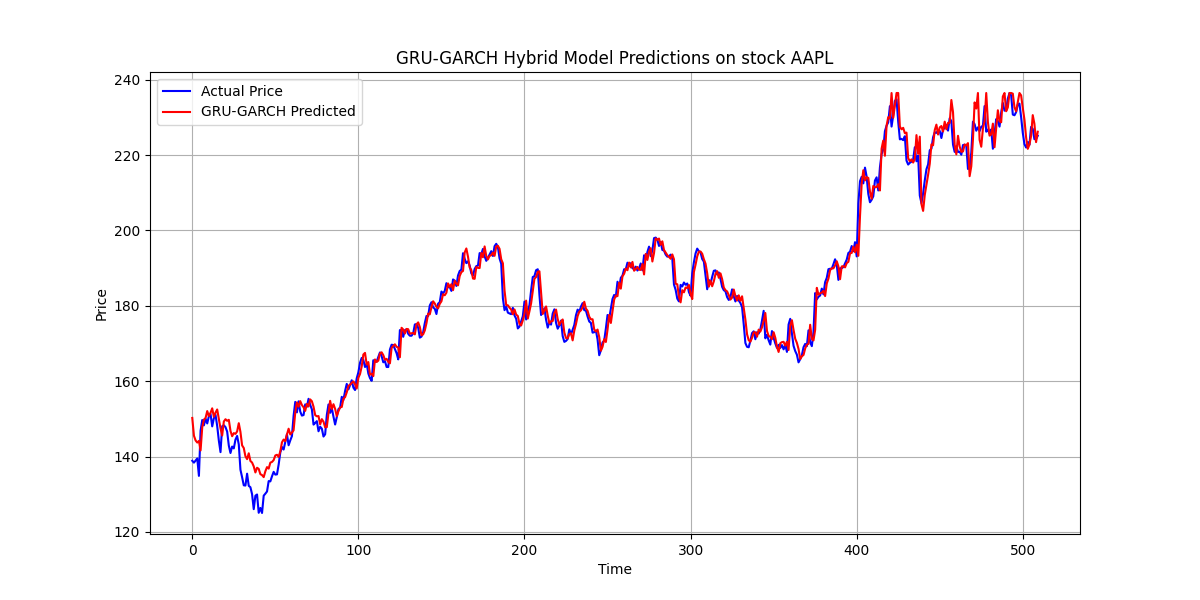 GRU-GARCH Hybrid Model Predictions on stock AAPL
Actual Price
GRU-GARCH Predicted
Price
240
220
200
180
160
140
120
0 100 200 300 400 500
Time